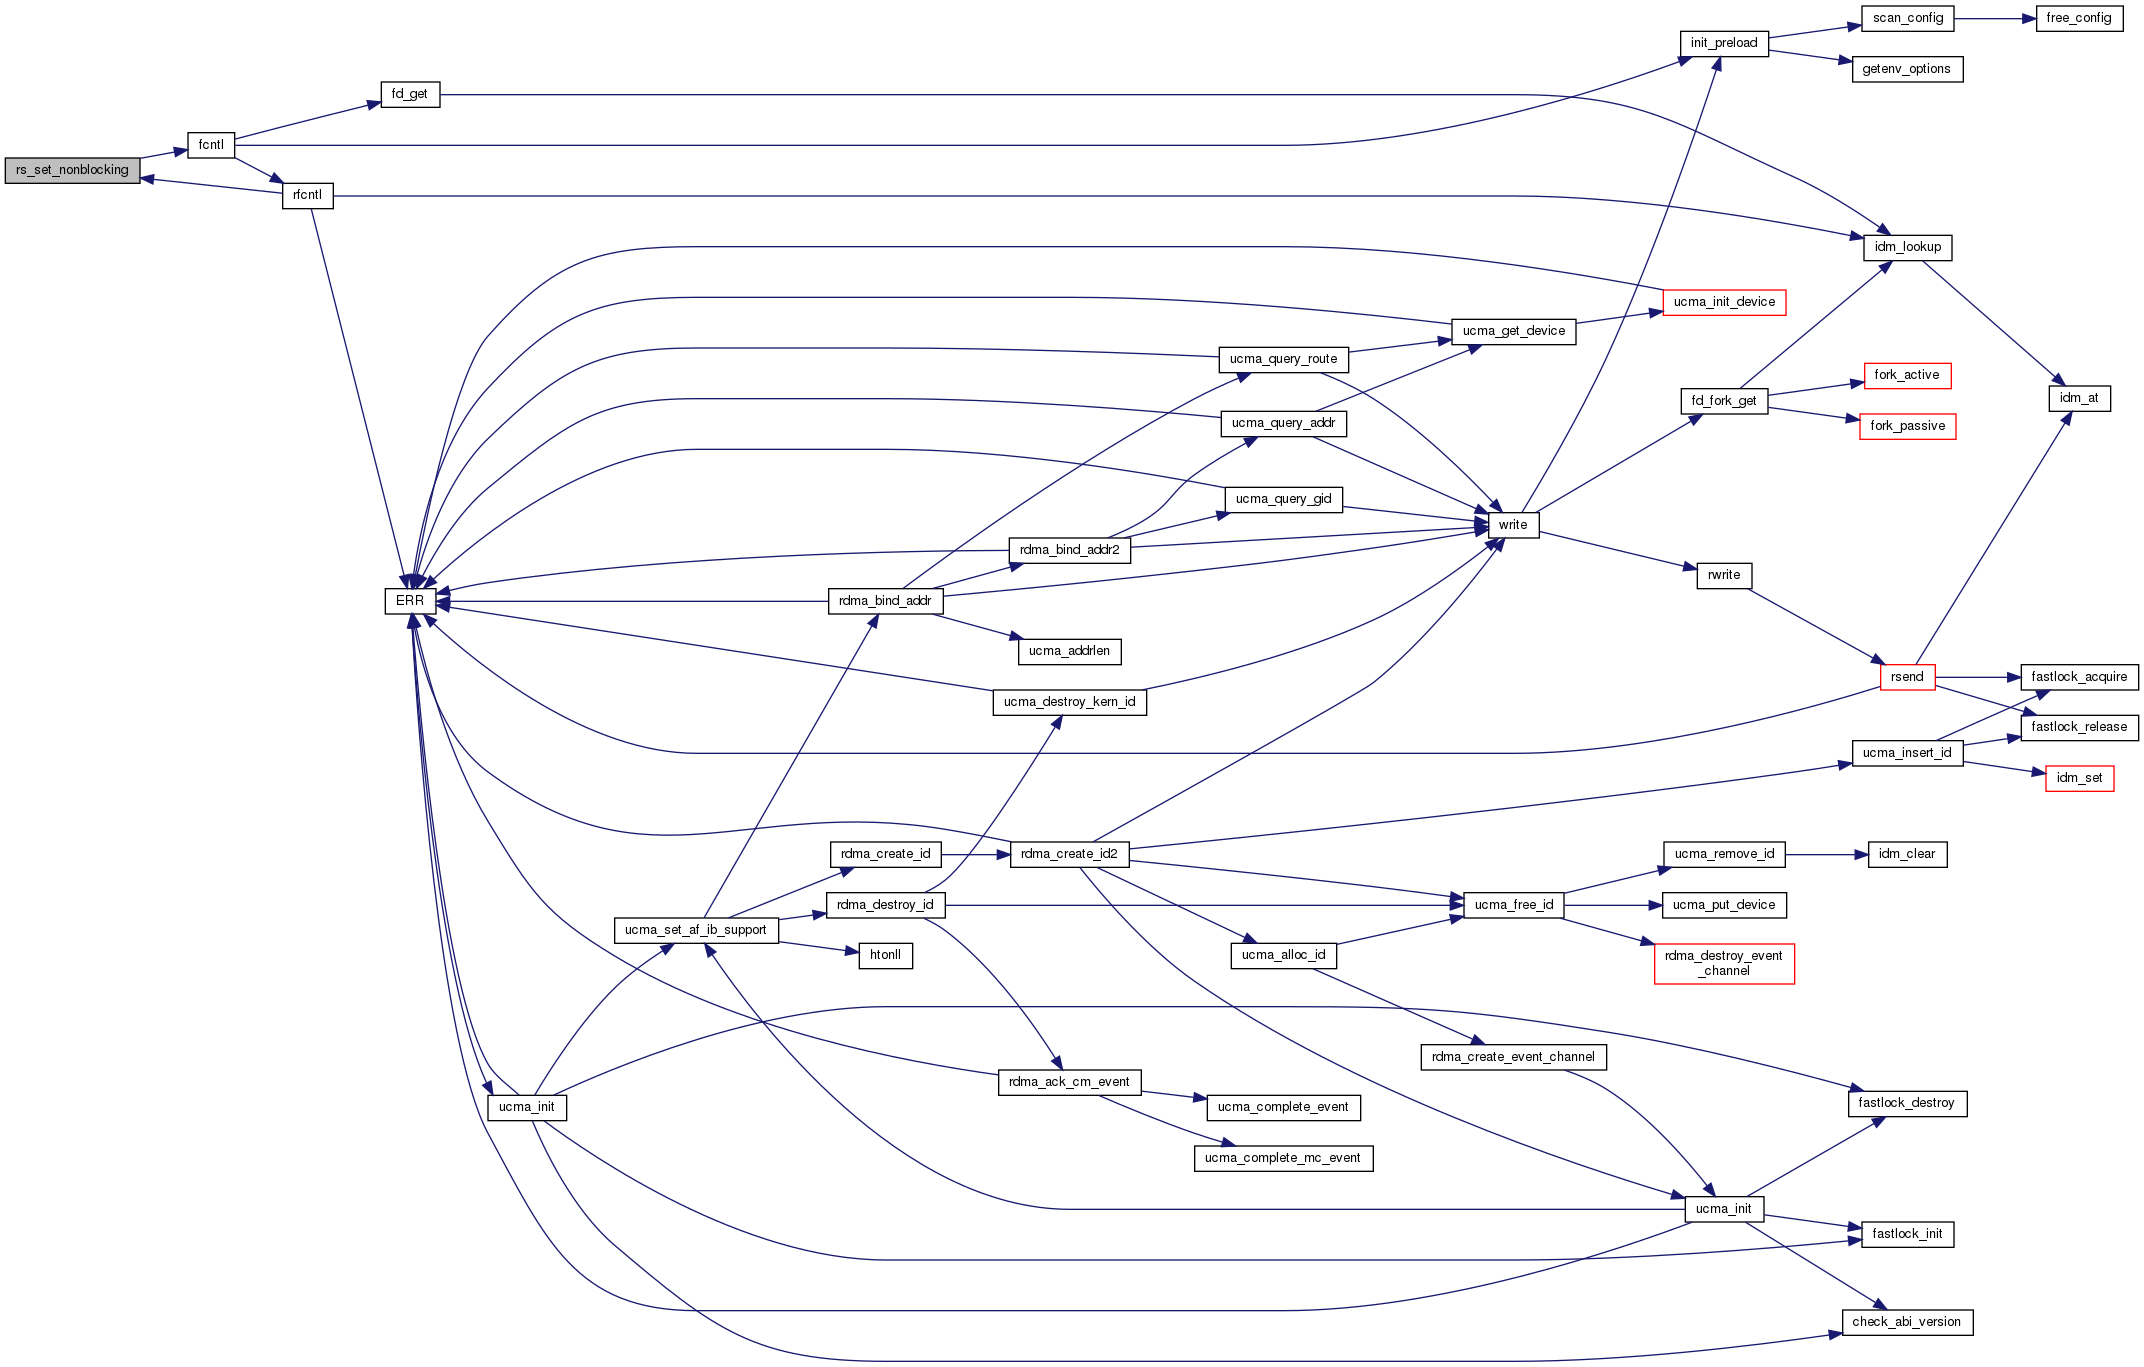 scan_config
free_config
init_preload
getenv_options
fd_get
fcntl
rs_set_nonblocking
rfcntl
idm_lookup
ucma_init_device
ucma_get_device
ucma_query_route
fork_active
fd_fork_get
idm_at
ucma_query_addr
fork_passive
ucma_query_gid
write
rdma_bind_addr2
rwrite
ERR
rdma_bind_addr
ucma_addrlen
rsend
fastlock_acquire
ucma_destroy_kern_id
fastlock_release
ucma_insert_id
idm_set
rdma_create_id
rdma_create_id2
ucma_remove_id
idm_clear
rdma_destroy_id
ucma_free_id
ucma_put_device
ucma_set_af_ib_support
htonll
ucma_alloc_id
rdma_destroy_event
_channel
rdma_create_event_channel
rdma_ack_cm_event
ucma_init
ucma_complete_event
fastlock_destroy
ucma_complete_mc_event
ucma_init
fastlock_init
check_abi_version